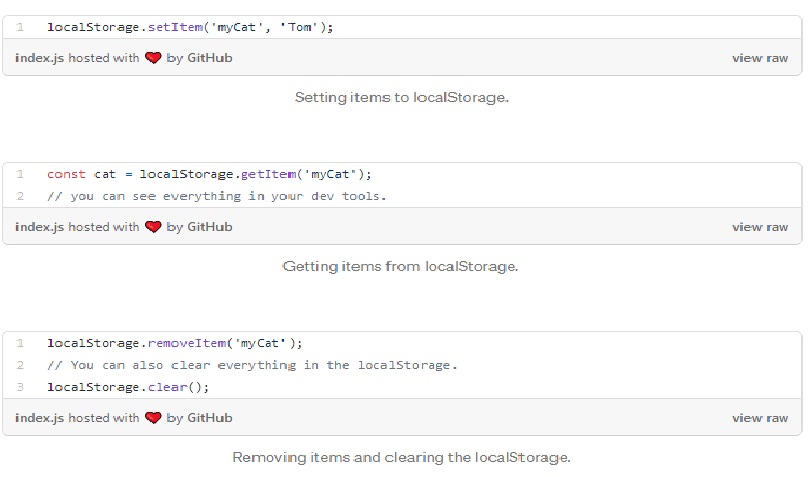 1 localStorage.setItem('myCat', 'Tom');
index.js hosted with ❤ by GitHub view raw
Setting items to localStorage.
1 const cat = localStorage.getItem('myCat');
2 // you can see everything in your dev tools.
index.js hosted with ❤ by GitHub view raw
Getting items from localStorage.
1 localStorage.removeItem('myCat');
2 // You can also clear everything in the localStorage.
3 localStorage.clear();
index.js hosted with ❤ by GitHub view raw
Removing items and clearing the localStorage.